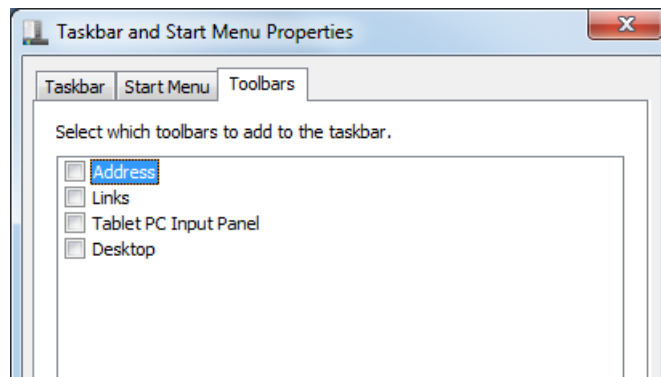 Taskbar and Start Menu Properties
Taskbar Start Menu Toolbars
Select which toolbars to add to the taskbar.
Address
Links
Tablet PC Input Panel
Desktop